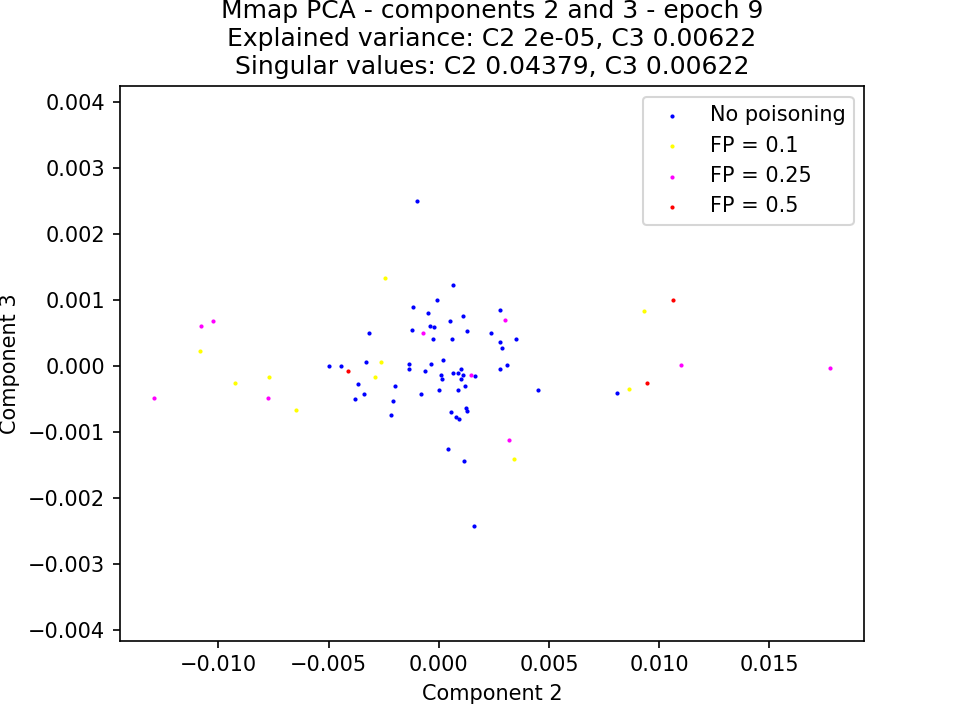 Mmap PCA - components 2 and 3 - epoch 9
Explained variance: C2 2e-05, C3 0.00622
Singular values: C2 0.04379, C3 0.00622
No poisoning
FP = 0.1
FP = 0.25
FP = 0.5
Component 3
0.004
0.003
0.002
0.001
0.000
−0.001
−0.002
−0.003
−0.004
−0.010
−0.005
0.000
0.005
0.010
0.015
Component 2